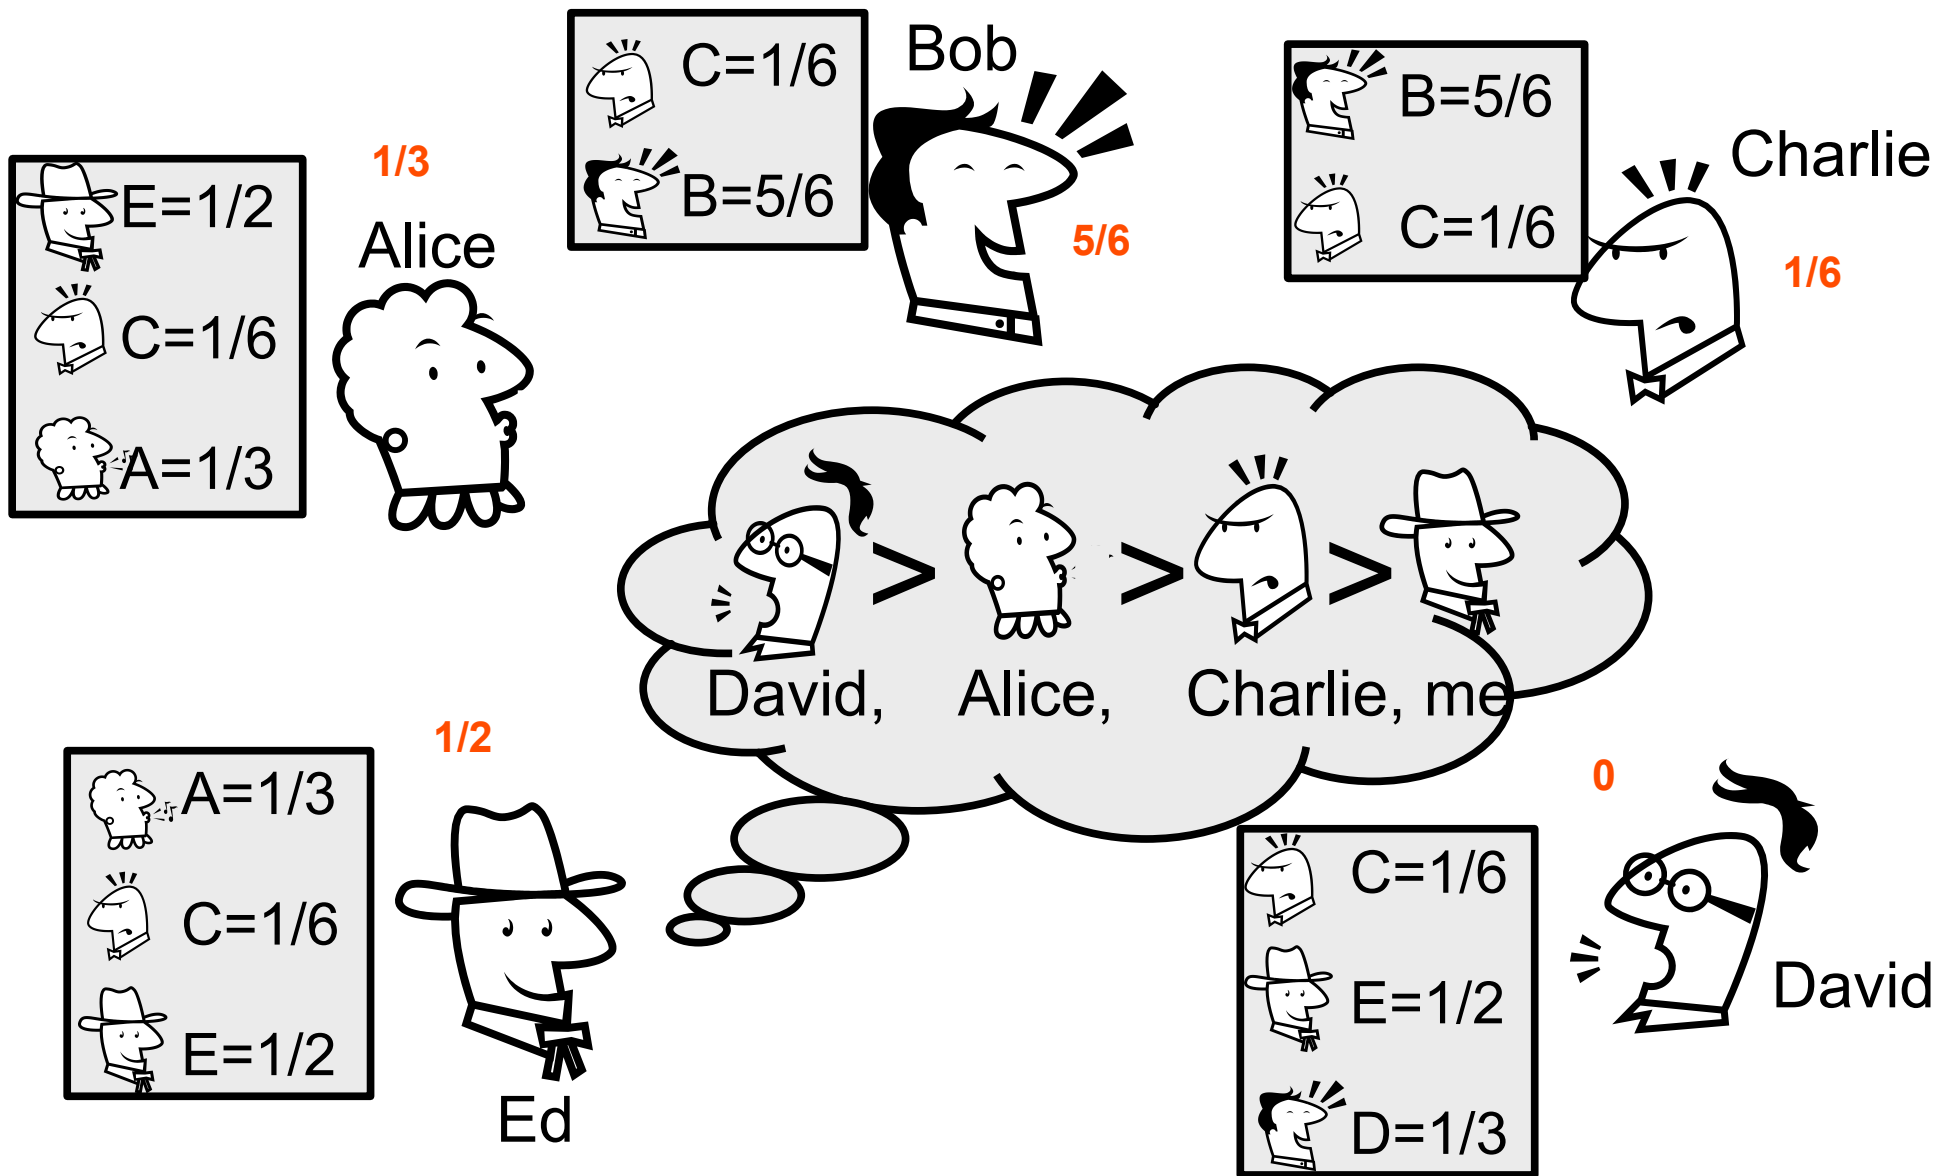 C=1/6
B=5/6
Bob
5/6
B=5/6
C=1/6
Charlie
1/6
E=1/2
C=1/6
A=1/3
1/3
Alice
> > >
David, Alice, Charlie, me
A=1/3
C=1/6
E=1/2
1/2
Ed
0
C=1/6
E=1/2
D=1/3
David